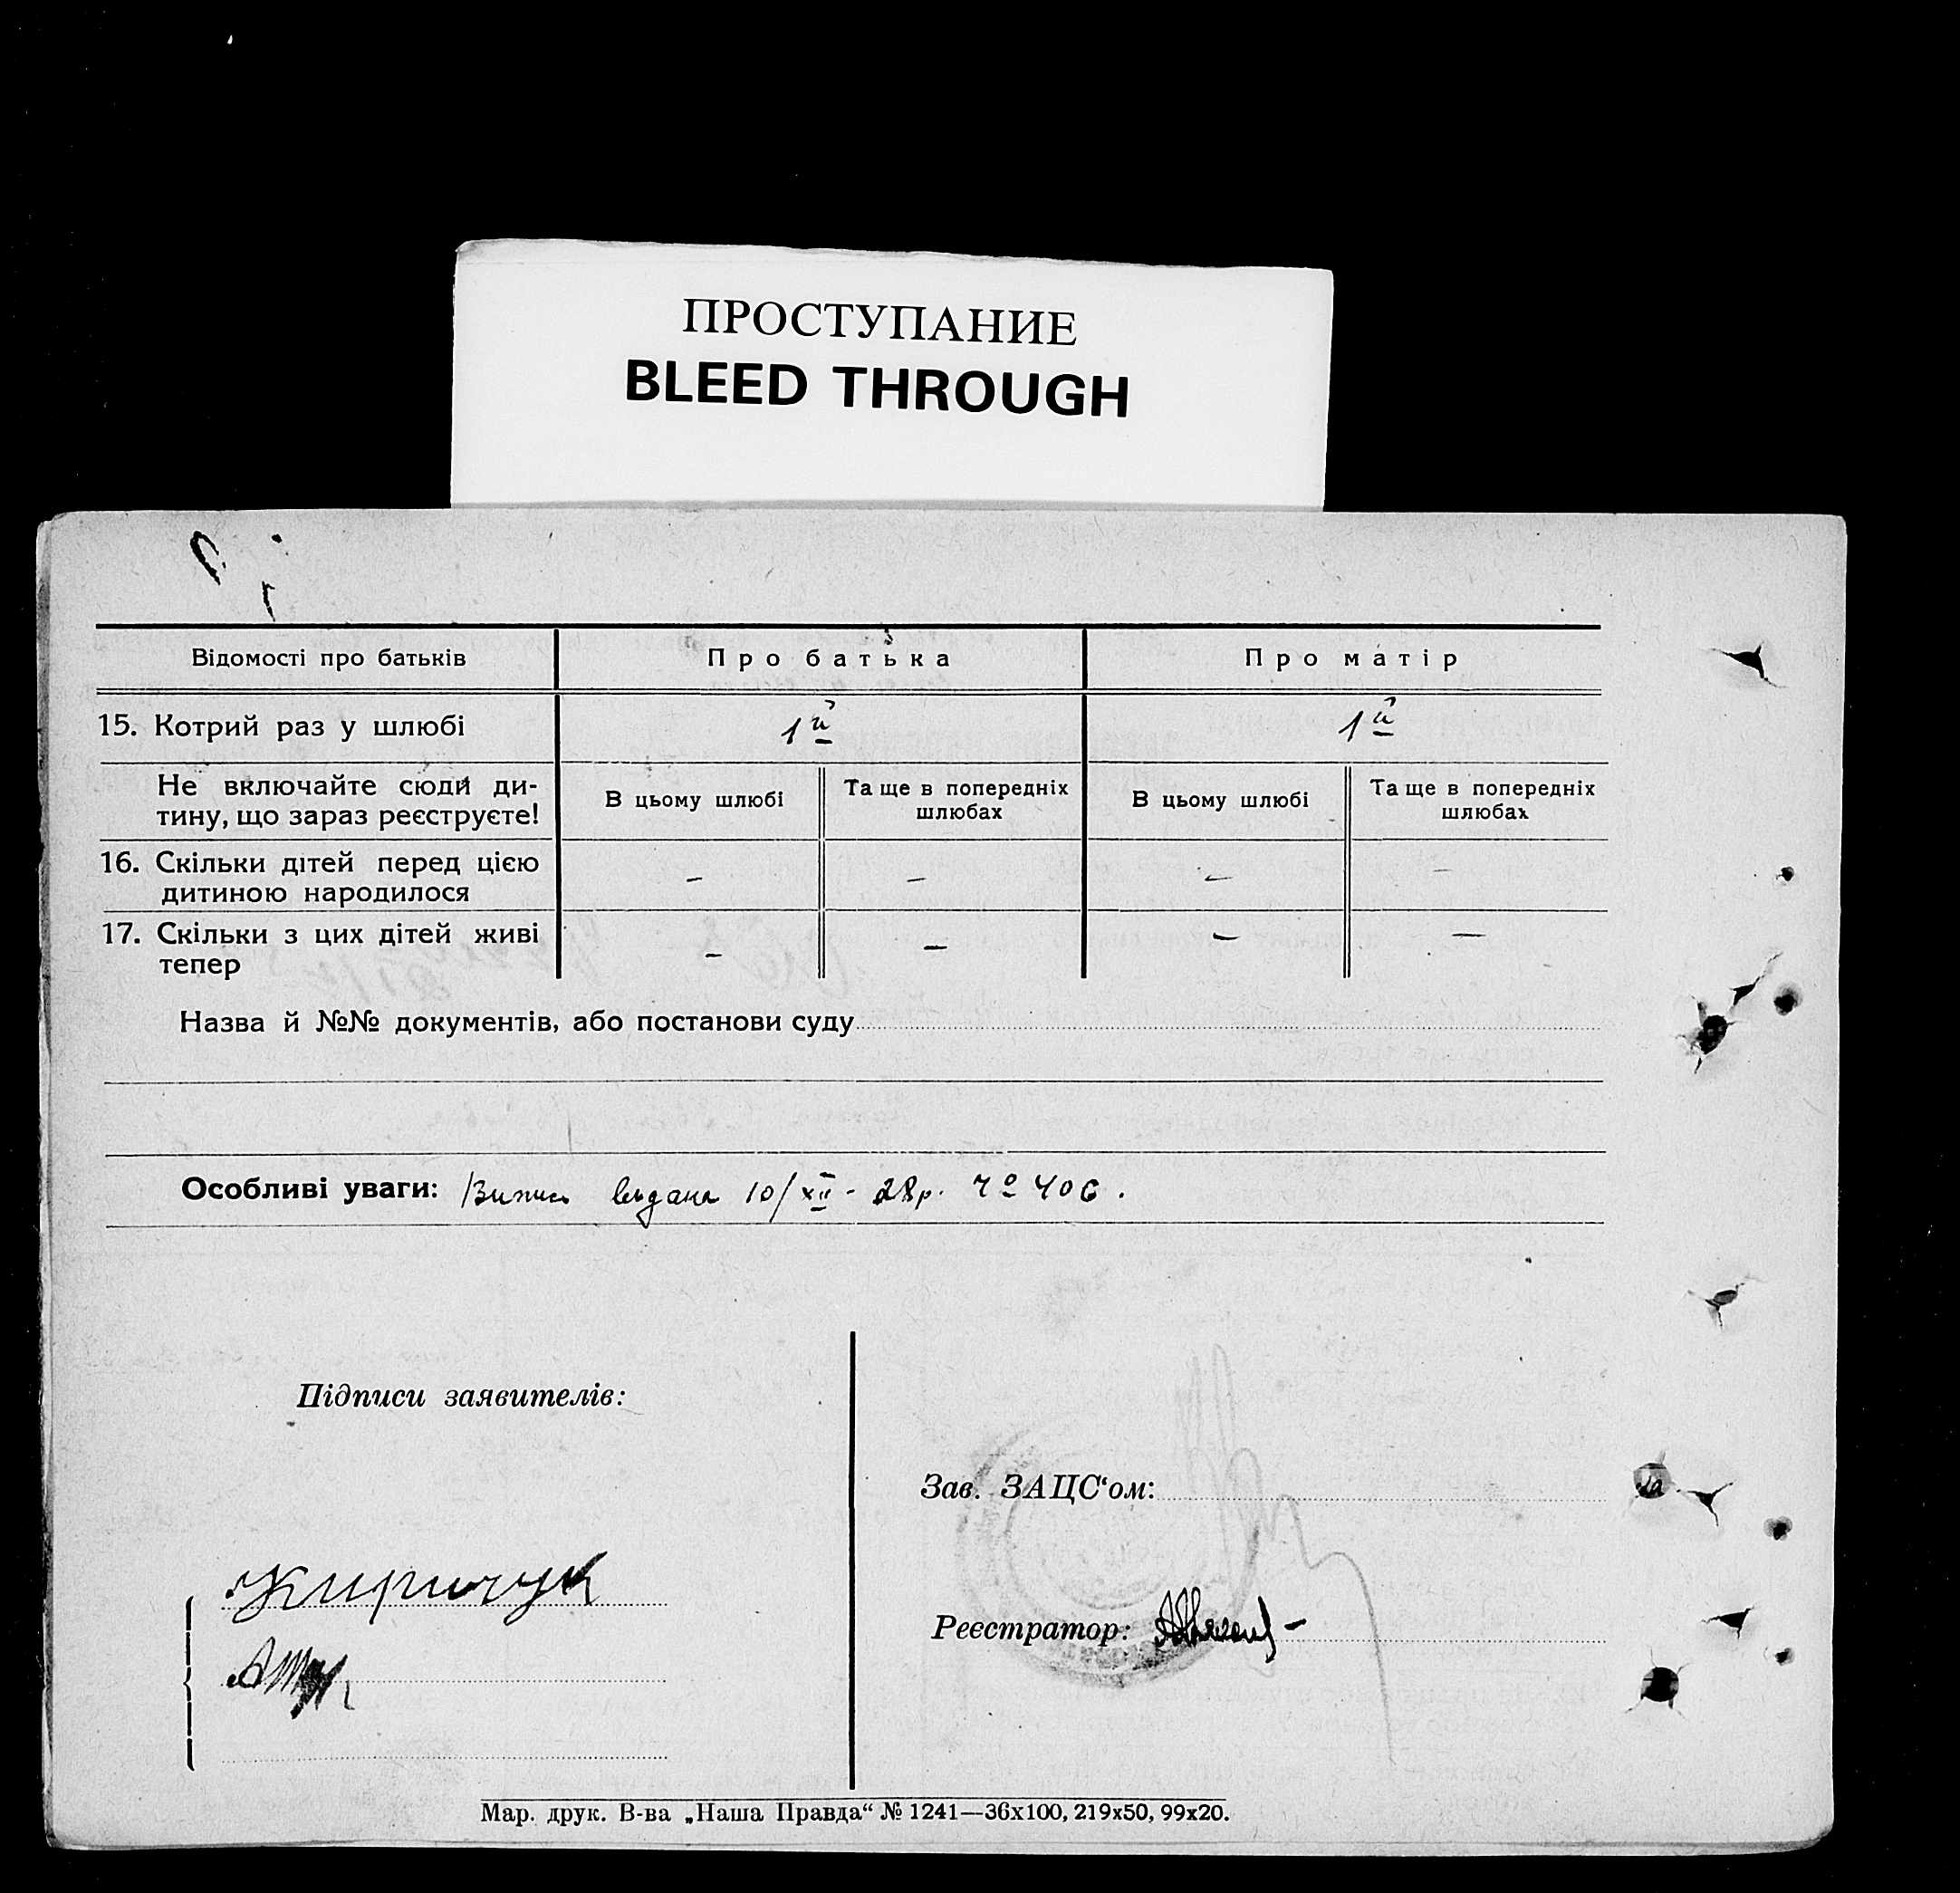 ПРОСТУПАНИЕ
BLEED THROUGH
Відомості про батьків
Про батька
Про матір
15. Котрий раз у шлюбі
1й
1й
Не включайте сюди ди-
тину, що зараз реєструєте!
В цьому шлюбі
Та ще в попередніх
шлюбах
В цьому шлюбі
Та ще в попередніх
шлюбах
16. Скільки дітей перед цією
дитиною народилося
–
–
–
–
17. Скільки з цих дітей живі
тепер
–
–
–
–
Назва й №№ документів, або постанови суду
Особливі уваги: Випис видана 10/XII - 28р. № 406.
Підписи заявителів:
Зав. ЗАЦС‘ом:
Киричук
Реєстратор:
Мар. друк. В-ва „Наша Правда“ № 1241—36х100, 219х50, 99х20.